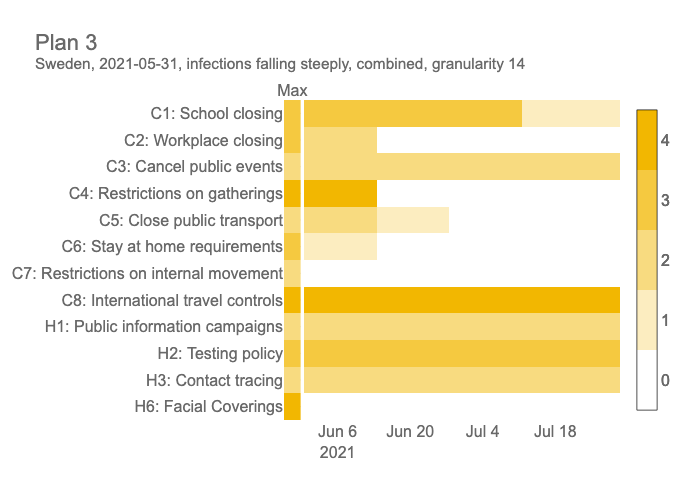 Plan 3
Sweden, 2021-05-31, infections falling steeply, combined, granularity 14
Max
C1: School closing
C2: Workplace closing
C3: Cancel public events
C4: Restrictions on gatherings
C5: Close public transport
C6: Stay at home requirements
C7: Restrictions on internal movement
C8: International travel controls
H1: Public information campaigns
H2: Testing policy
H3: Contact tracing
H6: Facial Coverings
Jun 6 Jun 20 Jul 4 Jul 18
2021
4
3
2
1
0